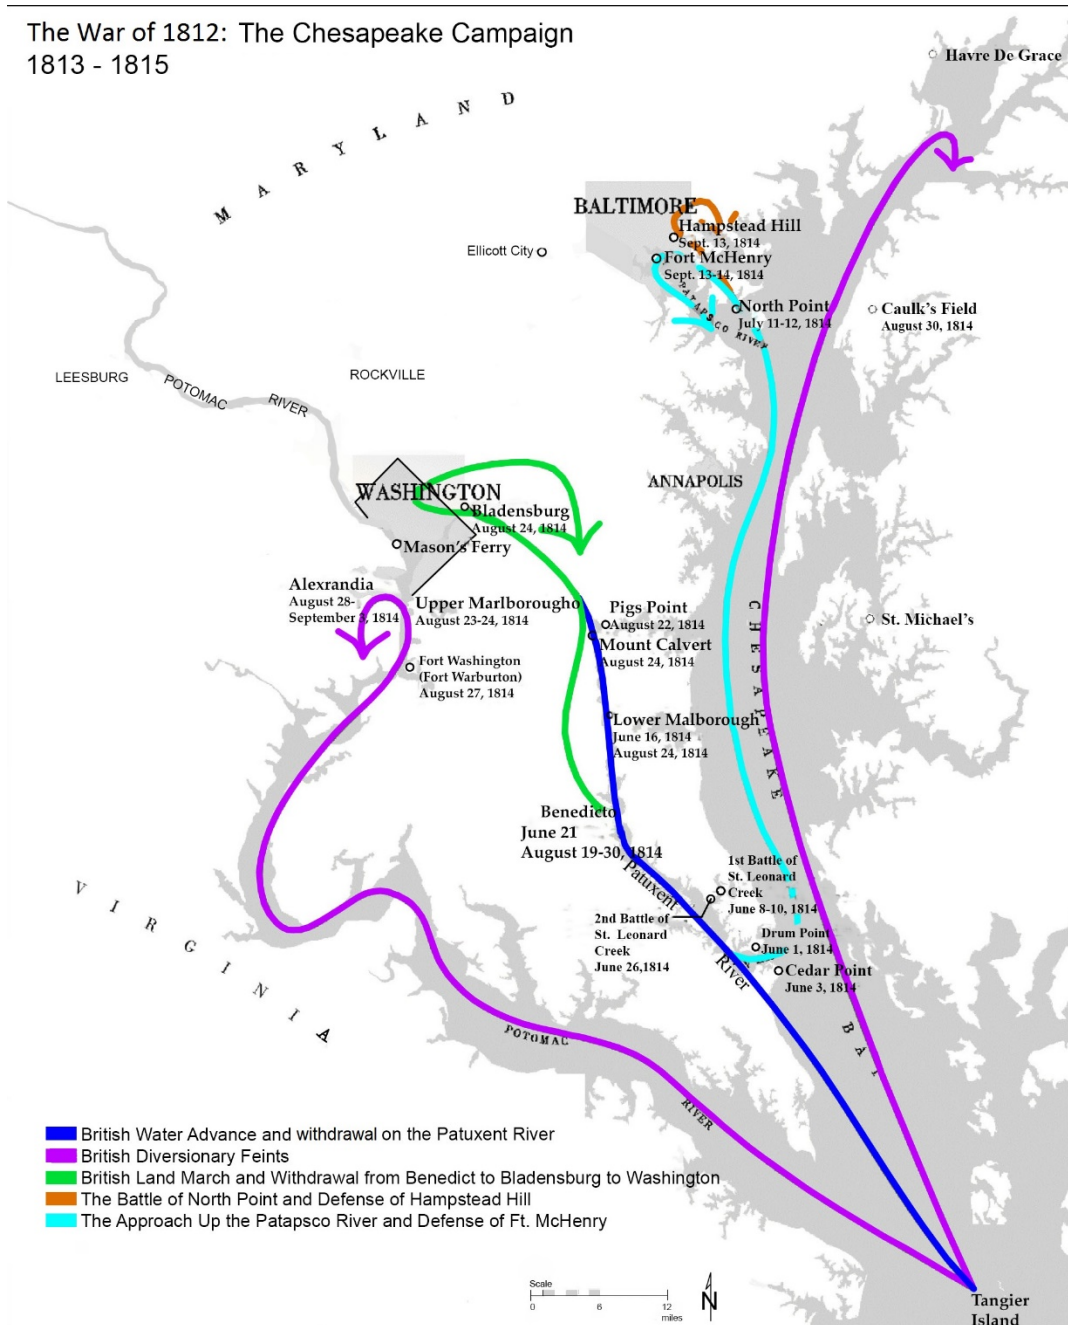 The War of 1812: The Chesapeake Campaign
1813 - 1815
Havre De Grace
MARYLAND
BALTIMORE
Hampstead Hill
Sept. 13, 1814
Ellicott City
Fort McHenry
Sept. 13-14, 1814
PATAPSCO RIVER
North Point
July 11-12, 1814
Caulk's Field
August 30, 1814
LEESBURG
POTOMAC
RIVER
ROCKVILLE
ANNAPOLIS
WASHINGTON
Bladensburg
August 24, 1814
Mason's Ferry
Alexrandia
August 28-
September 3, 1814
Upper Marlborough
August 23-24, 1814
Pigs Point
August 22, 1814
Mount Calvert
August 24, 1814
St. Michael's
Fort Washington
(Fort Warburton)
August 27, 1814
Lower Malborough
June 16, 1814
August 24, 1814
CHESAPEAKE
BAY
Benedict
June 21
August 19-30, 1814
Patuxent
River
1st Battle of
St. Leonard
Creek
June 8-10, 1814
2nd Battle of
St. Leonard
Creek
June 26,1814
Drum Point
June 1, 1814
Cedar Point
June 3, 1814
VIRGINIA
POTOMAC
RIVER
British Water Advance and withdrawal on the Patuxent River
British Diversionary Feints
British Land March and Withdrawal from Benedict to Bladensburg to Washington
The Battle of North Point and Defense of Hampstead Hill
The Approach Up the Patapsco River and Defense of Ft. McHenry
Scale
0 6 12
miles
N
Tangier
Island